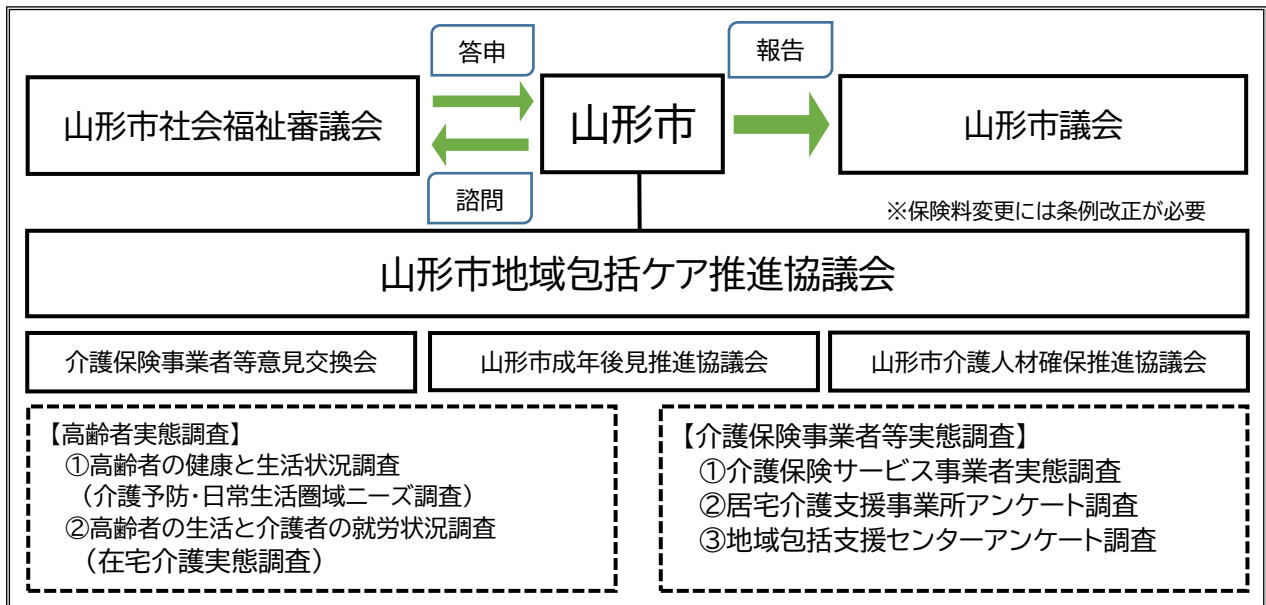 答申
報告
山形市社会福祉審議会
山形市
山形市議会
諮問
※保険料変更には条例改正が必要
山形市地域包括ケア推進協議会
介護保険事業者等意見交換会
山形市成年後見推進協議会
山形市介護人材確保推進協議会
【高齢者実態調査】
①高齢者の健康と生活状況調査
（介護予防・日常生活圏域ニーズ調査）
②高齢者の生活と介護者の就労状況調査
（在宅介護実態調査）
【介護保険事業者等実態調査】
①介護保険サービス事業者実態調査
②居宅介護支援事業所アンケート調査
③地域包括支援センターアンケート調査